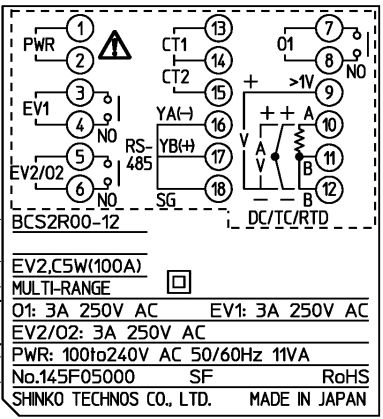 PWR 1 2
CT1 CT2 13 14 15
O1 7 8 NO
EV1 3 4 NO
+ >1V 9
EV2/O2 5 6 NO
RS-485
YA(-) 16
YB(+) 17
SG 18
V A V + + A 10
B 11
- - B 12
DC/TC/RTD
BCS2R00-12
EV2,C5W(100A)
MULTI-RANGE
O1: 3A 250V AC EV1: 3A 250V AC
EV2/O2: 3A 250V AC
PWR: 100to240V AC 50/60Hz 11VA
No.145F05000 SF RoHS
SHINKO TECHNOS CO., LTD. MADE IN JAPAN